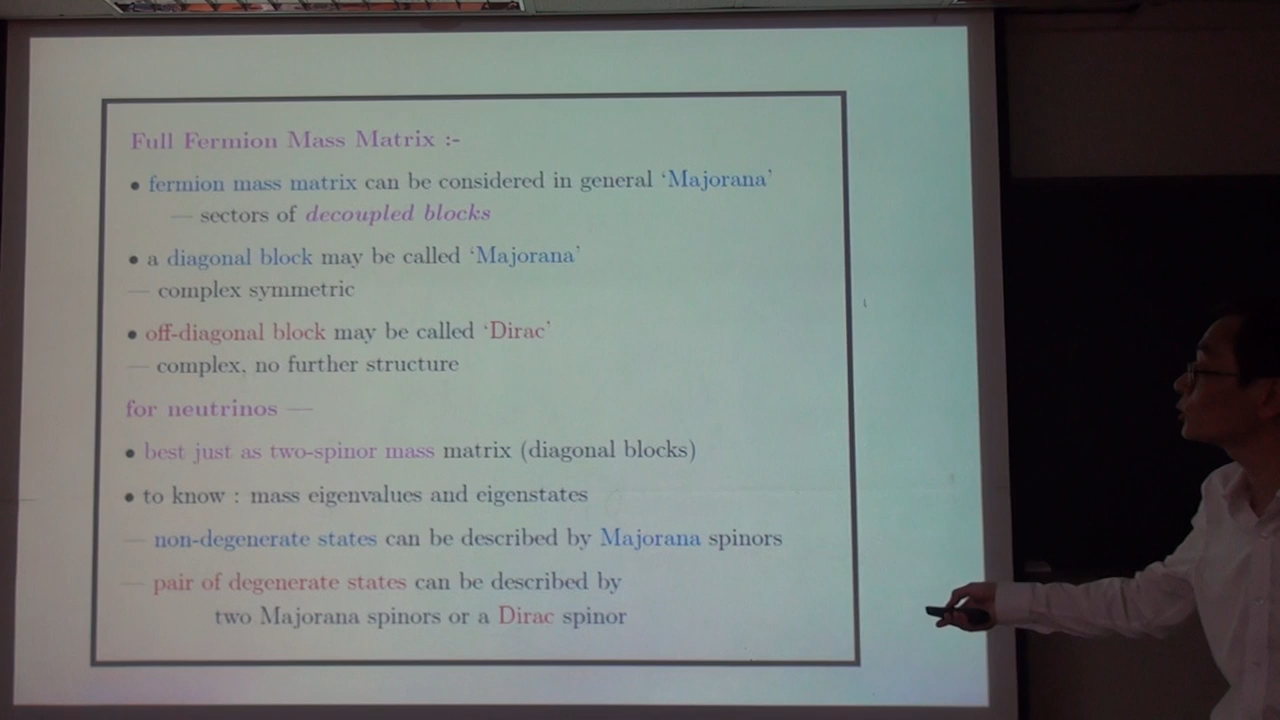 Full Fermion Mass Matrix :-
• fermion mass matrix can be considered in general ‘Majorana’
— sectors of decoupled blocks
• a diagonal block may be called ‘Majorana’
— complex symmetric
• off-diagonal block may be called ‘Dirac’
— complex, no further structure
for neutrinos —
• best just as two-spinor mass matrix (diagonal blocks)
• to know : mass eigenvalues and eigenstates
— non-degenerate states can be described by Majorana spinors
— pair of degenerate states can be described by
two Majorana spinors or a Dirac spinor